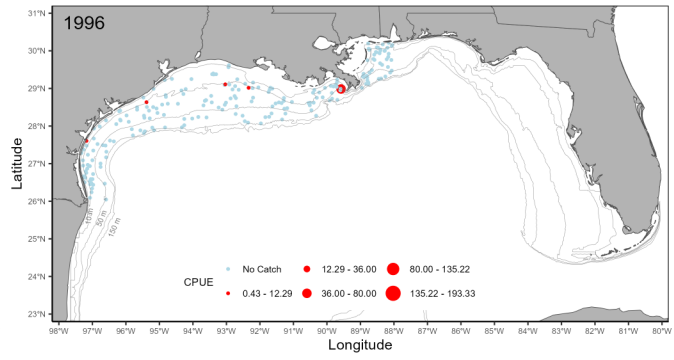 1996
31°N
30°N
29°N
28°N
27°N
26°N
25°N
24°N
23°N
Latitude
10 m
50 m
150 m
CPUE
No Catch
12.29 - 36.00
80.00 - 135.22
0.43 - 12.29
36.00 - 80.00
135.22 - 193.33
98°W 97°W 96°W 95°W 94°W 93°W 92°W 91°W 90°W 89°W 88°W 87°W 86°W 85°W 84°W 83°W 82°W 81°W 80°W
Longitude